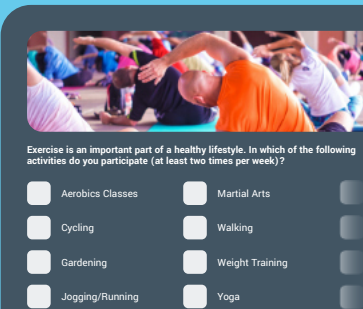 Exercise is an important part of a healthy lifestyle. In which of the following
activities do you participate (at least two times per week)?
Aerobics Classes
Martial Arts
Cycling
Walking
Gardening
Weight Training
Jogging/Running
Yoga